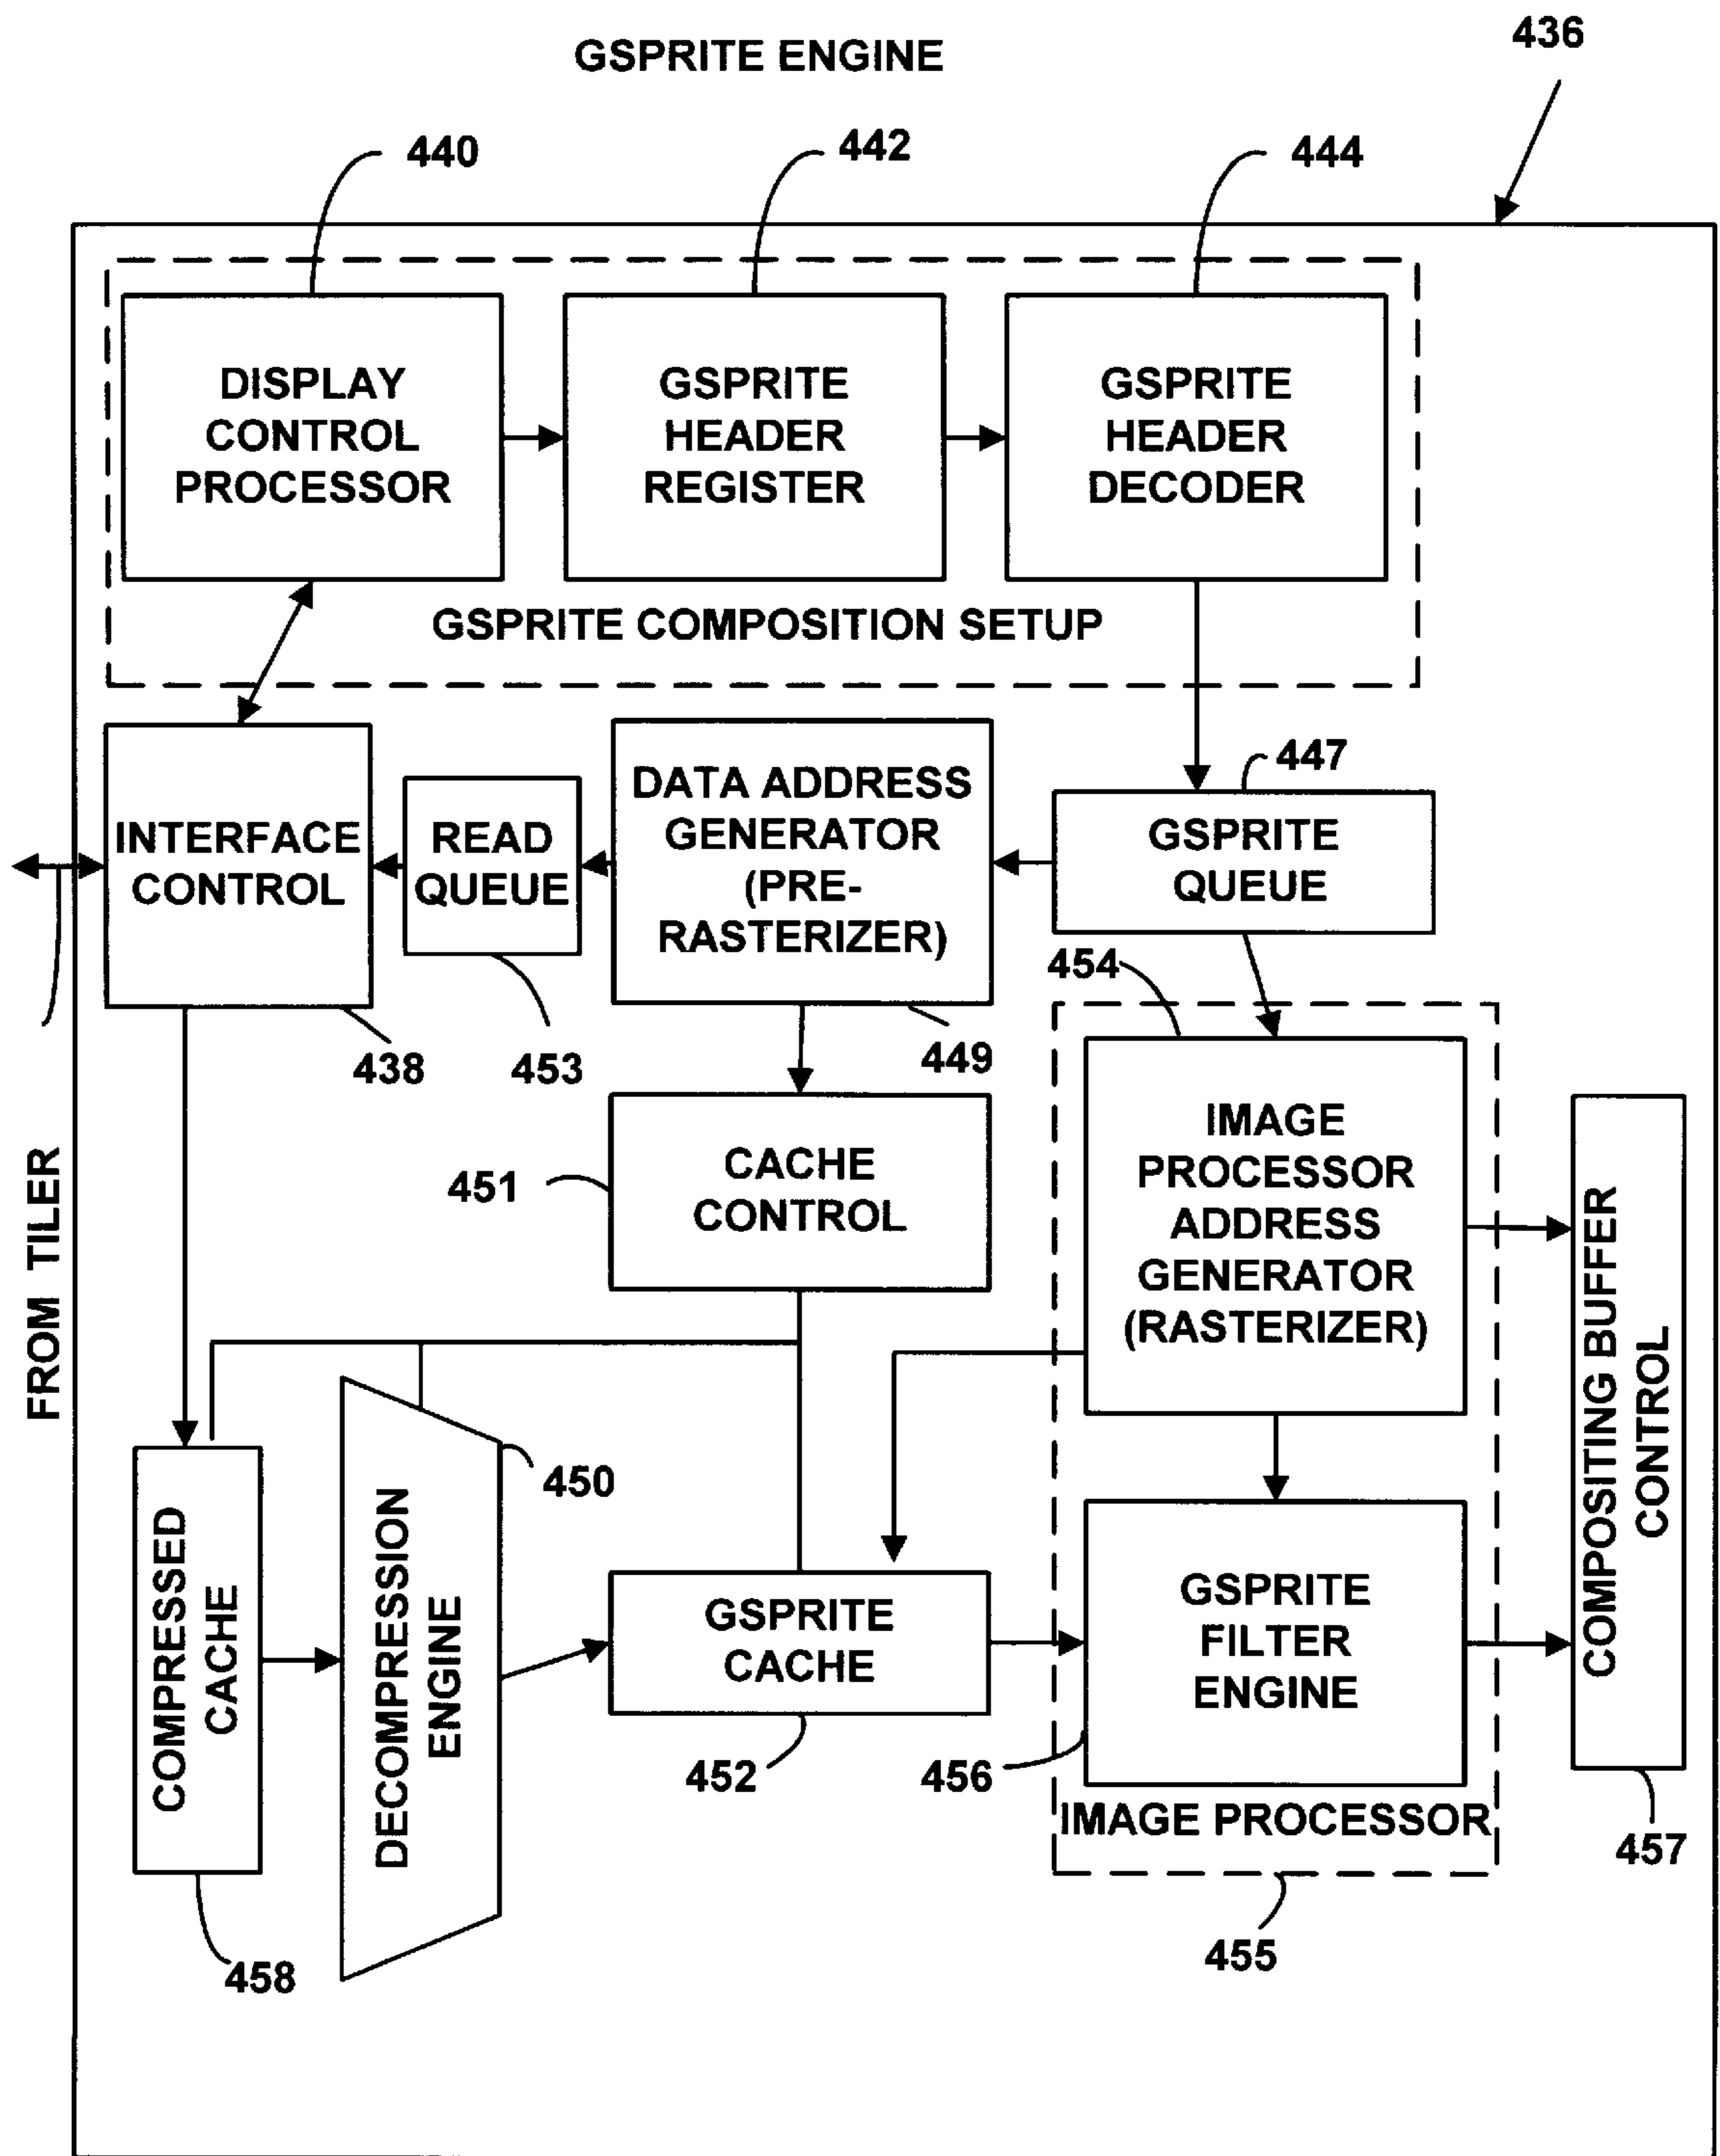 GSPRITE ENGINE
436
440
442
444
DISPLAY
CONTROL
PROCESSOR
GSPRITE
HEADER
REGISTER
GSPRITE
HEADER
DECODER
GSPRITE COMPOSITION SETUP
INTERFACE
CONTROL
READ
QUEUE
DATA ADDRESS
GENERATOR
(PRE-
RASTERIZER)
447
GSPRITE
QUEUE
438
453
449
454
FROM TILER
451
CACHE
CONTROL
IMAGE
PROCESSOR
ADDRESS
GENERATOR
(RASTERIZER)
COMPOSITING BUFFER
CONTROL
COMPRESSED
CACHE
DECOMPRESSION
ENGINE
450
GSPRITE
CACHE
452
GSPRITE
FILTER
ENGINE
456
IMAGE PROCESSOR
457
458
455